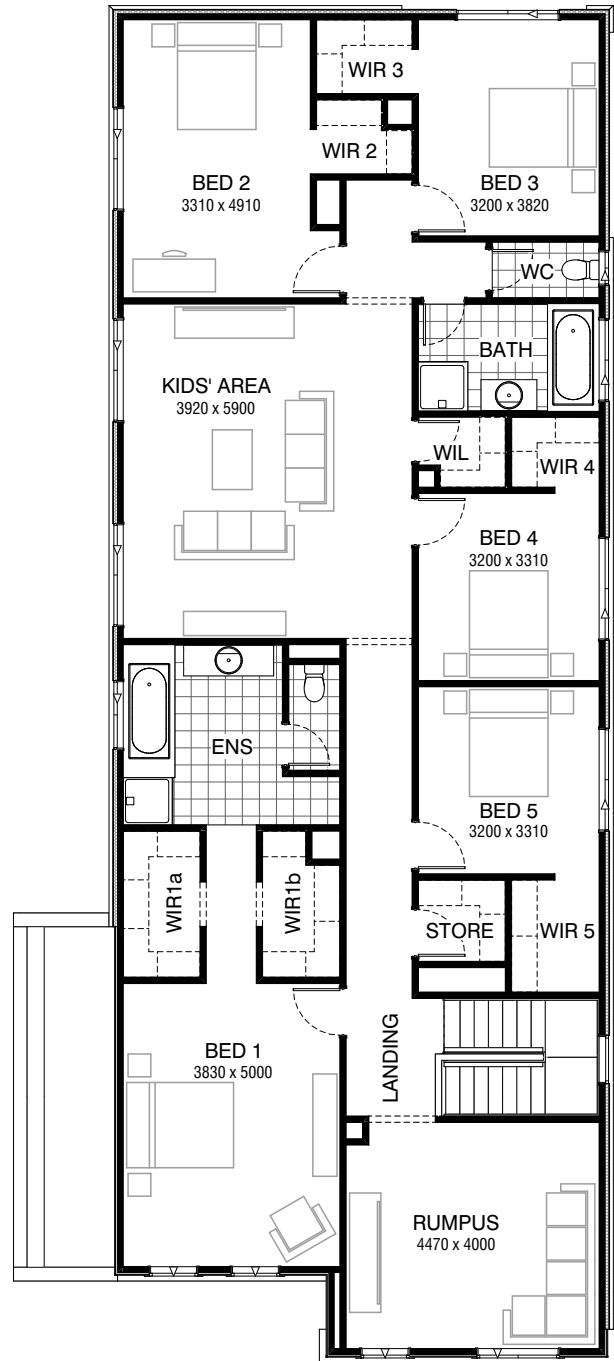 WIR 3
WIR 2
BED 2
3310 x 4910
BED 3
3200 x 3820
WC
BATH
KIDS' AREA
3920 x 5900
WIL
WIR 4
BED 4
3200 x 3310
ENS
BED 5
3200 x 3310
WIR1a
WIR1b
STORE
WIR 5
LANDING
BED 1
3830 x 5000
RUMPUS
4470 x 4000